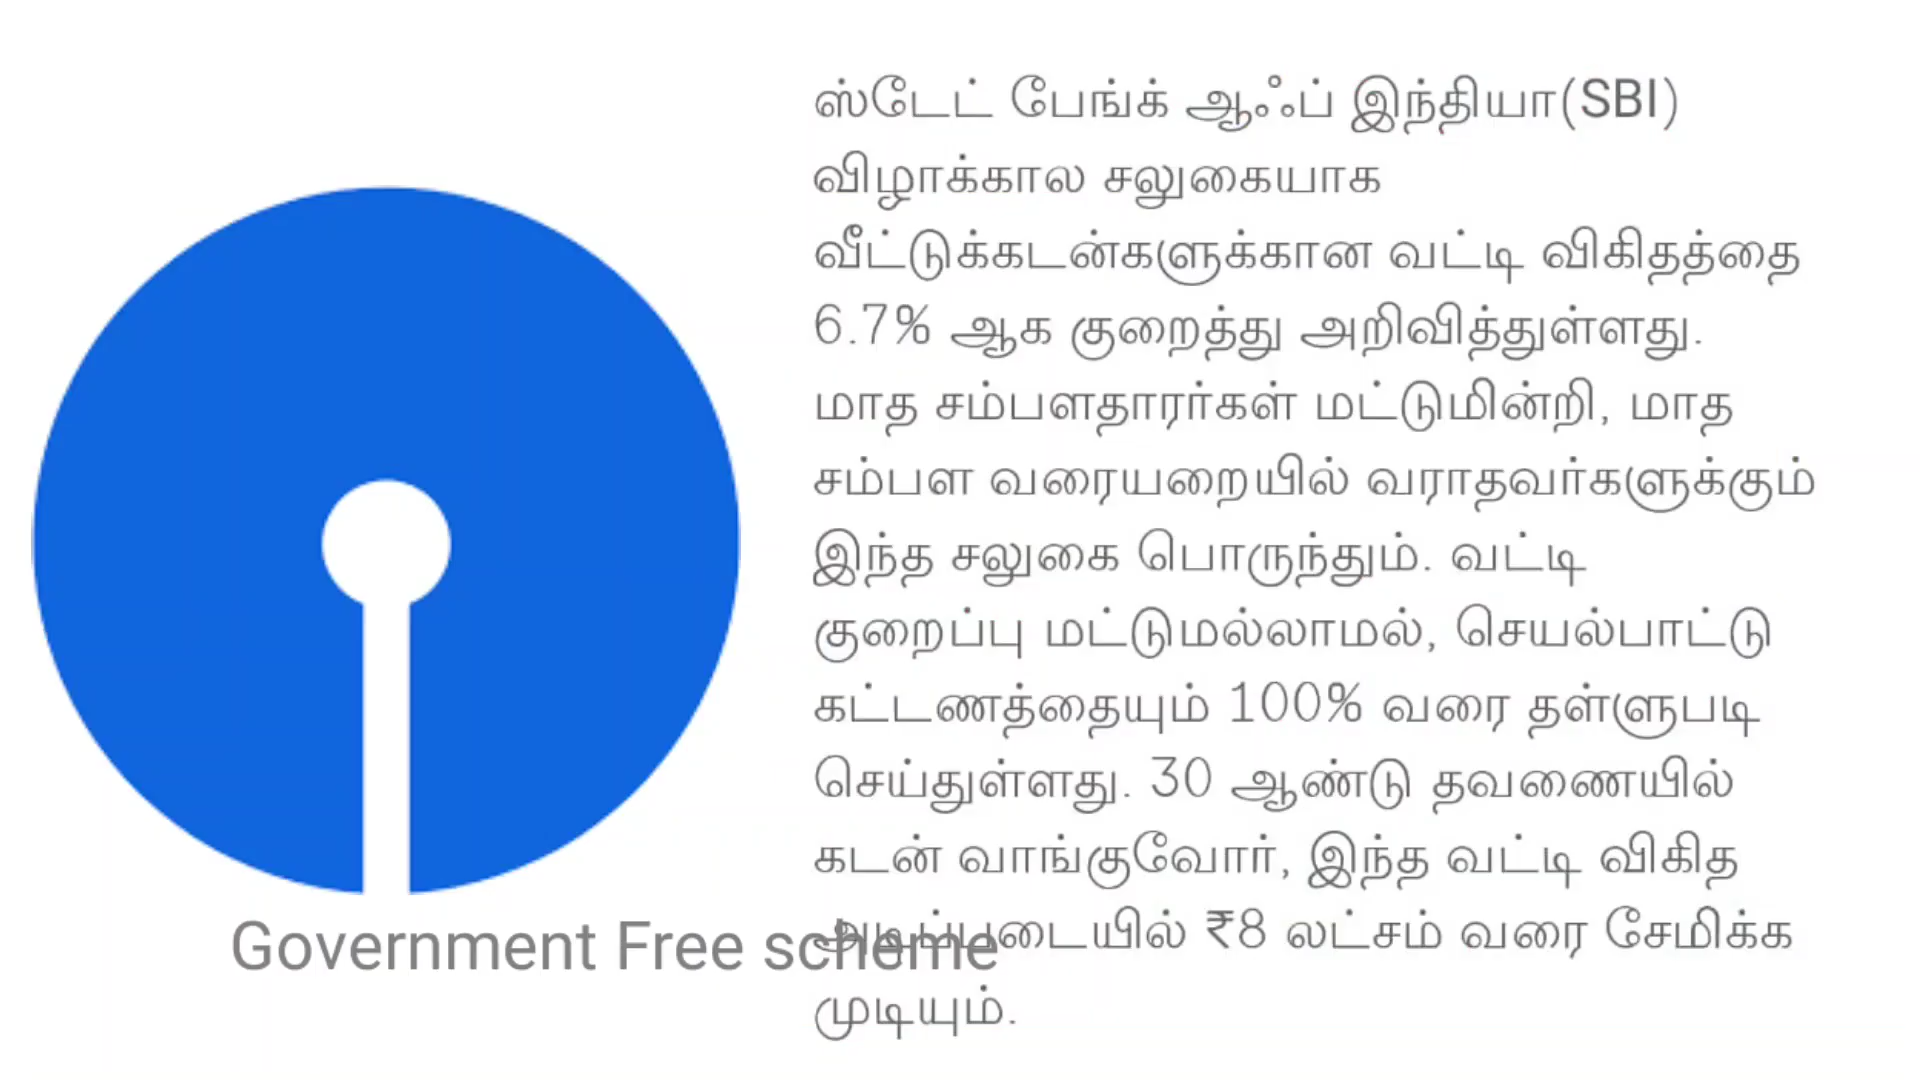 ஸ்டேட் பேங்க் ஆஃப் இந்தியா(SBI)
விழாக்கால சலுகையாக
வீட்டுக்கடன்களுக்கான வட்டி விகிதத்தை
6.7% ஆக குறைத்து அறிவித்துள்ளது.
மாத சம்பளதாரர்கள் மட்டுமின்றி, மாத
சம்பள வரையறையில் வராதவர்களுக்கும்
இந்த சலுகை பொருந்தும். வட்டி
குறைப்பு மட்டுமல்லாமல், செயல்பாட்டு
கட்டணத்தையும் 100% வரை தள்ளுபடி
செய்துள்ளது. 30 ஆண்டு தவணையில்
கடன் வாங்குவோர், இந்த வட்டி விகித
அடிப்படையில் ₹8 லட்சம் வரை சேமிக்க
முடியும்.
Government Free scheme